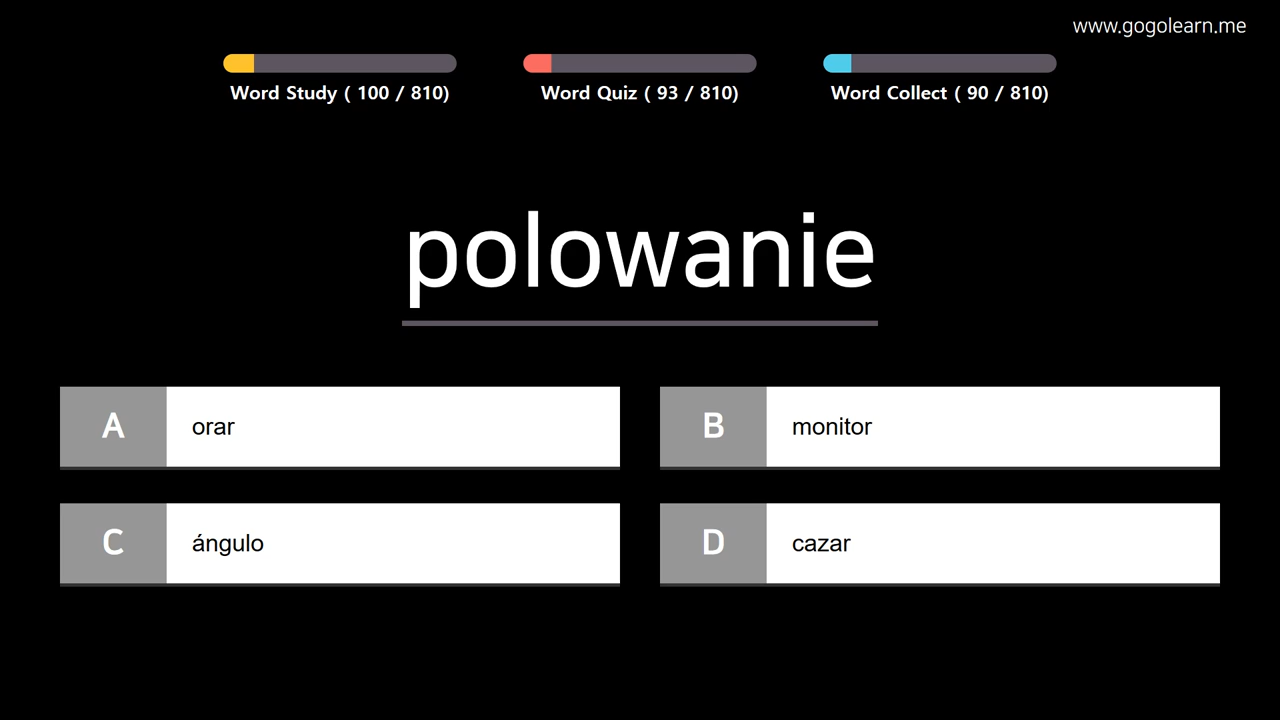 www.gogolearn.me
Word Study ( 100 / 810)
Word Quiz ( 93 / 810)
Word Collect ( 90 / 810)
polowanie
A orar
B monitor
C ángulo
D cazar